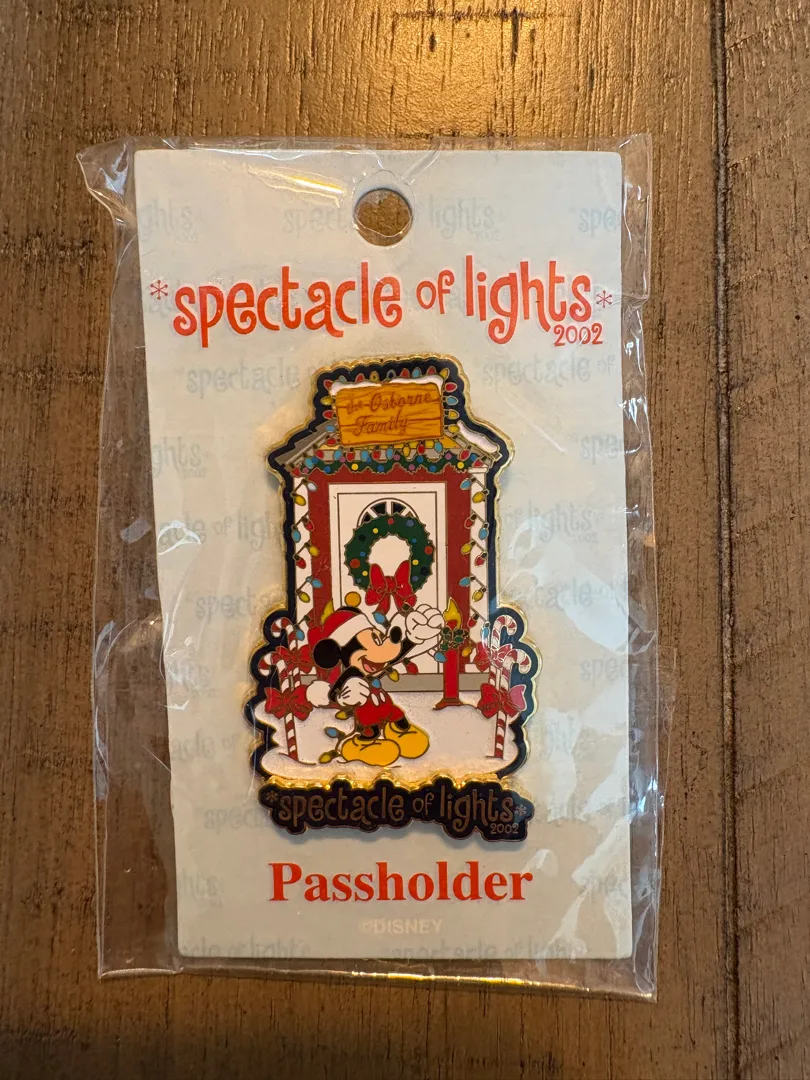 *spectacle of lights*
2002
The Osborne
Family
*spectacle of lights*
2002
Passholder
©DISNEY